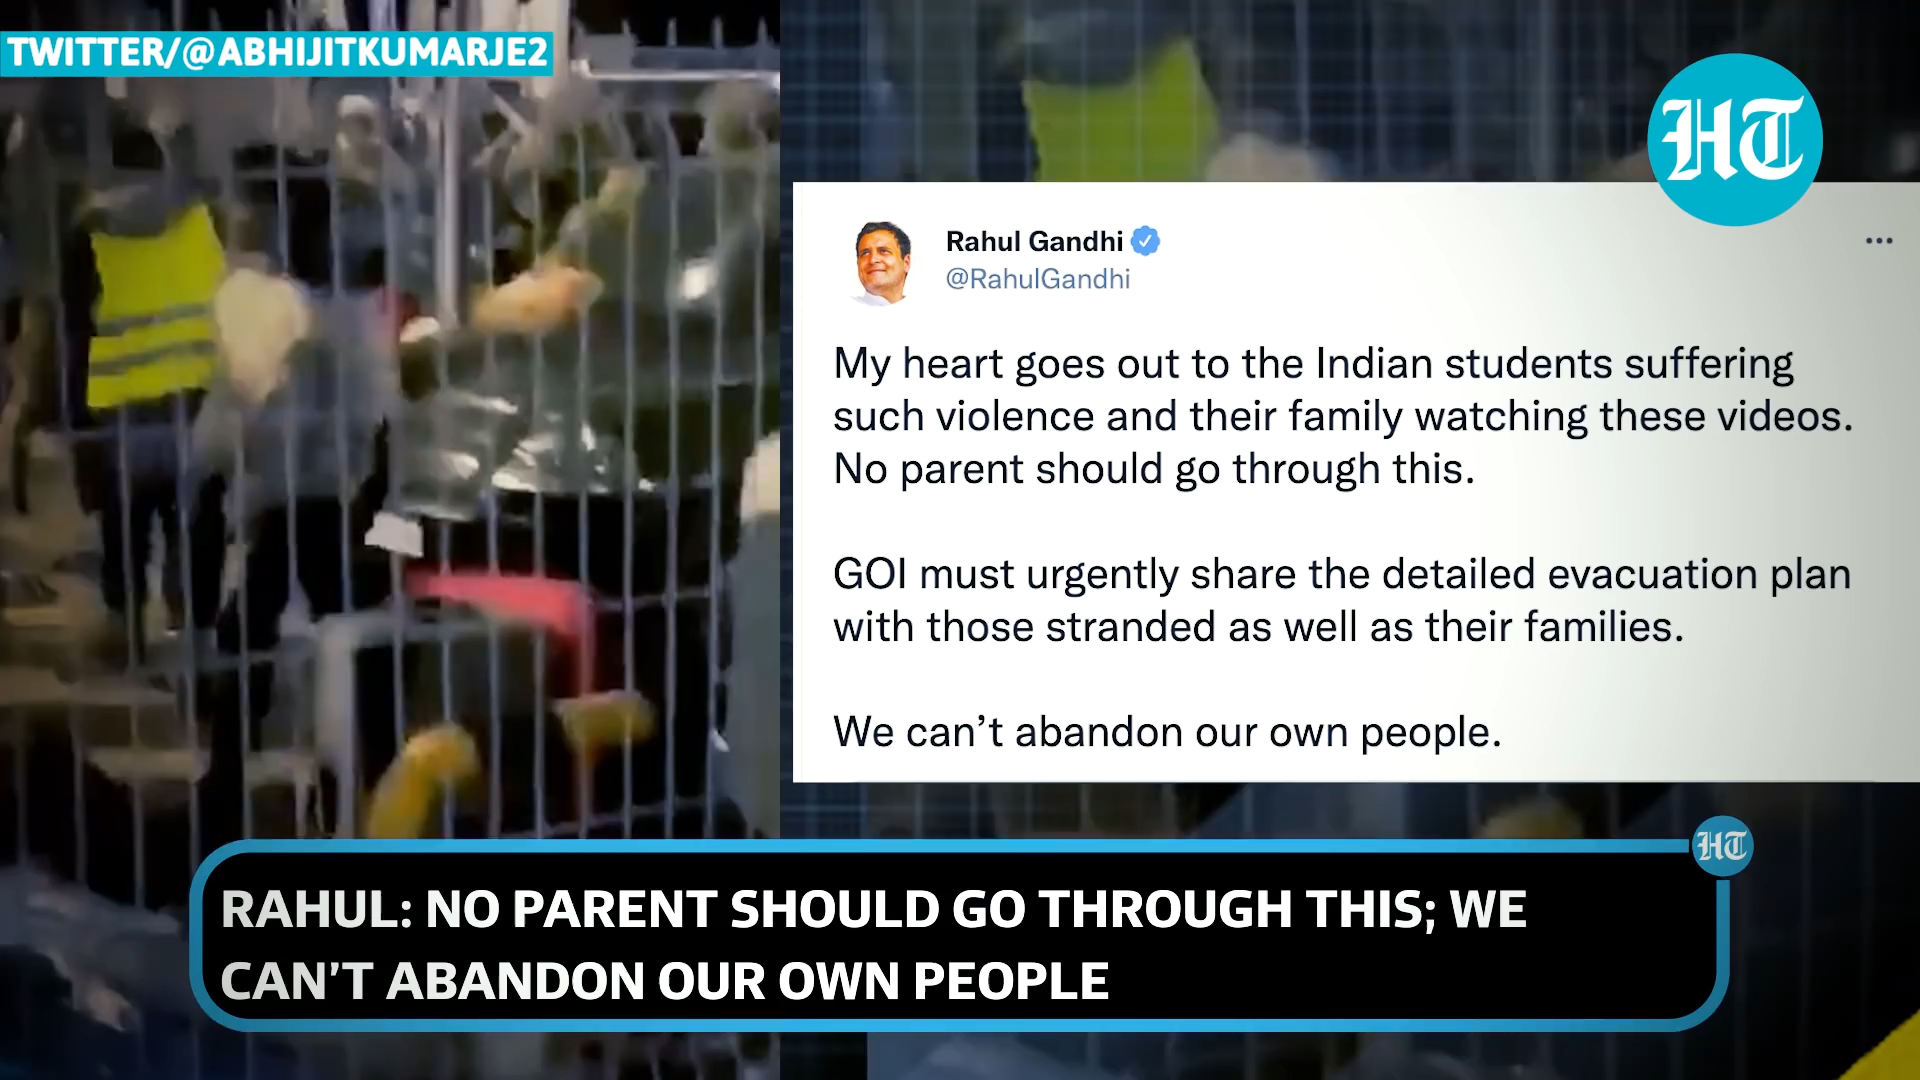 TWITTER/@ABHIJITKUMARJE2
HT
Rahul Gandhi
@RahulGandhi
My heart goes out to the Indian students suffering
such violence and their family watching these videos.
No parent should go through this.
GOI must urgently share the detailed evacuation plan
with those stranded as well as their families.
We can’t abandon our own people.
HT
RAHUL: NO PARENT SHOULD GO THROUGH THIS; WE
CAN’T ABANDON OUR OWN PEOPLE